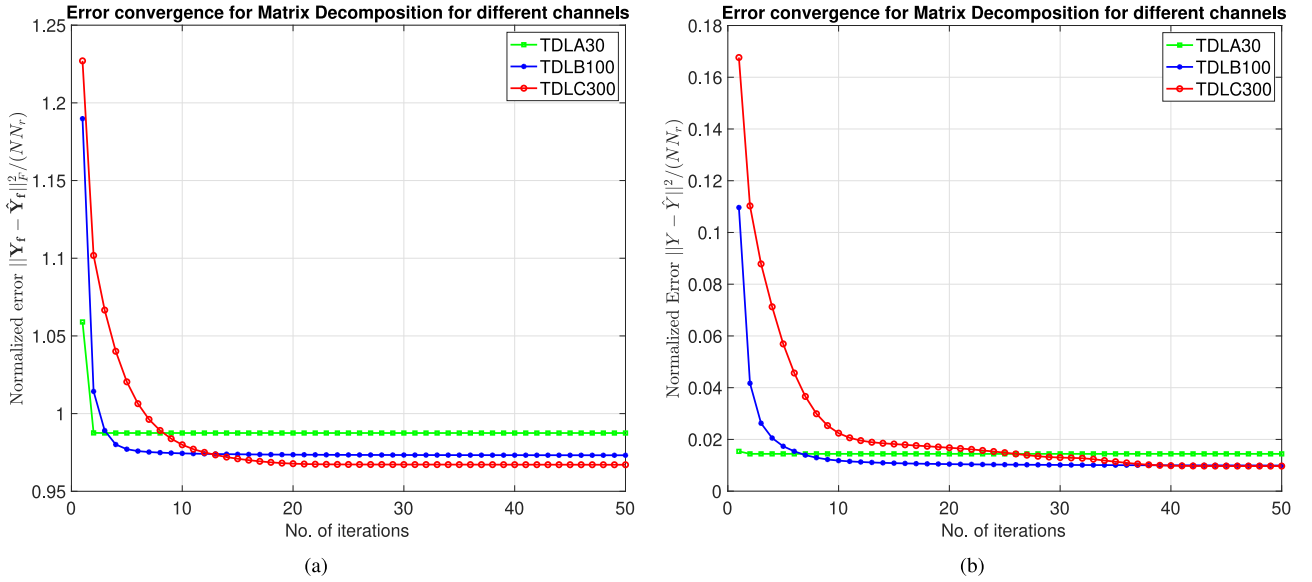 Error convergence for Matrix Decomposition for different channels
1.25
1.2
1.15
1.1
1.05
1
0.95
0
10
20
30
40
50
Normalized error ||Y_f − Ŷ_f||²_F/(NN_r)
No. of iterations
TDLA30
TDLB100
TDLC300
(a)
Error convergence for Matrix Decomposition for different channels
0.18
0.16
0.14
0.12
0.1
0.08
0.06
0.04
0.02
0
0
10
20
30
40
50
Normalized Error ||Y − Ŷ||²/(NN_r)
No. of iterations
TDLA30
TDLB100
TDLC300
(b)